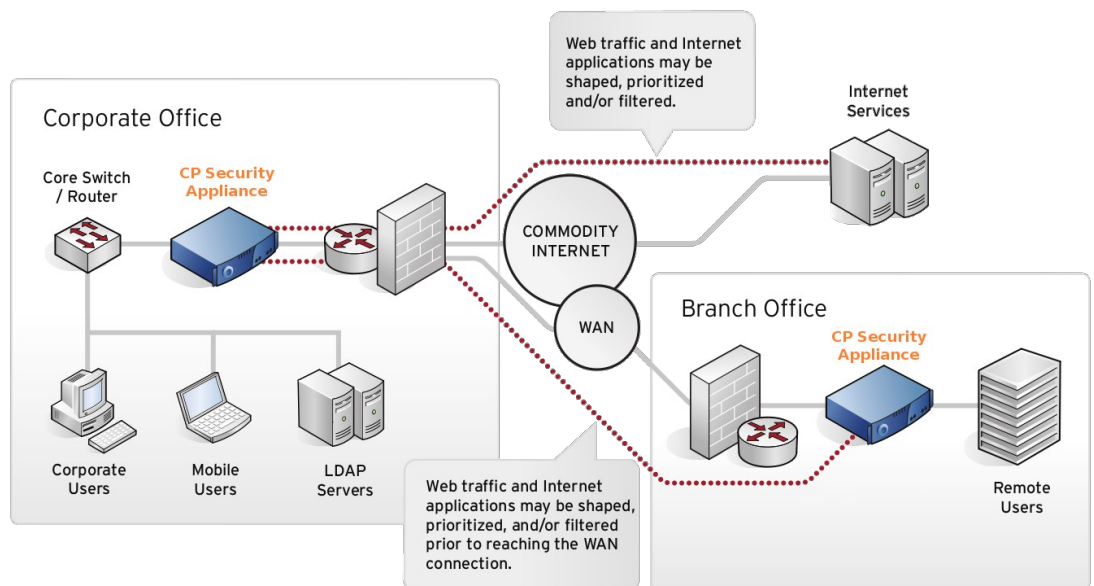 Web traffic and Internet
applications may be
shaped, prioritized
and/or filtered.
Internet
Services
Corporate Office
Core Switch
/ Router
CP Security
Appliance
COMMODITY
INTERNET
WAN
Branch Office
CP Security
Appliance
Corporate
Users
Mobile
Users
LDAP
Servers
Web traffic and Internet
applications may be shaped,
prioritized, and/or filtered
prior to reaching the WAN
connection.
Remote
Users